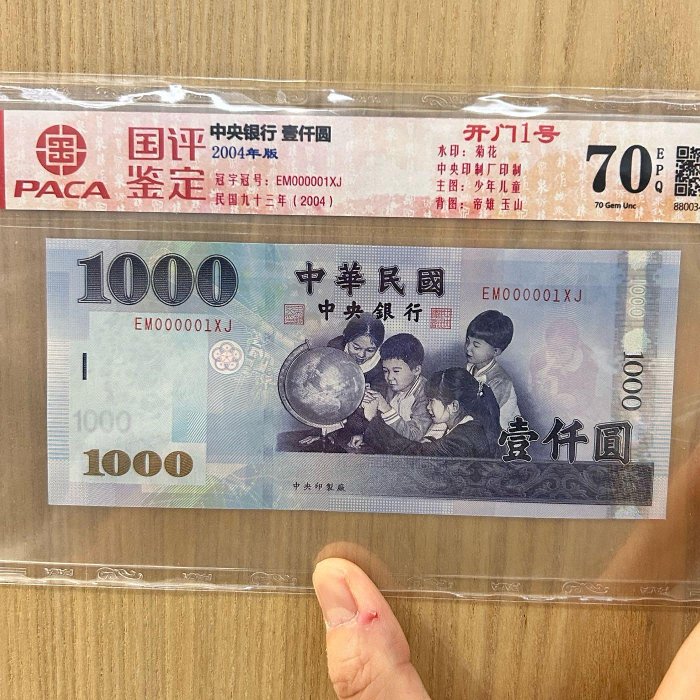 PACA
国评
鉴定
中央银行 壹仟圆
2004年版
冠字冠号：EM000001XJ
民国九十三年（2004）
开门1号
水印：菊花
中央印制厂印制
主图：少年儿童
背图：帝雉 玉山
70
EPQ
70 Gem Unc
88003
1000
中華民國
中央銀行
EM000001XJ
EM000001XJ
1000
1000
1000
1000
壹仟圓
中央印製廠